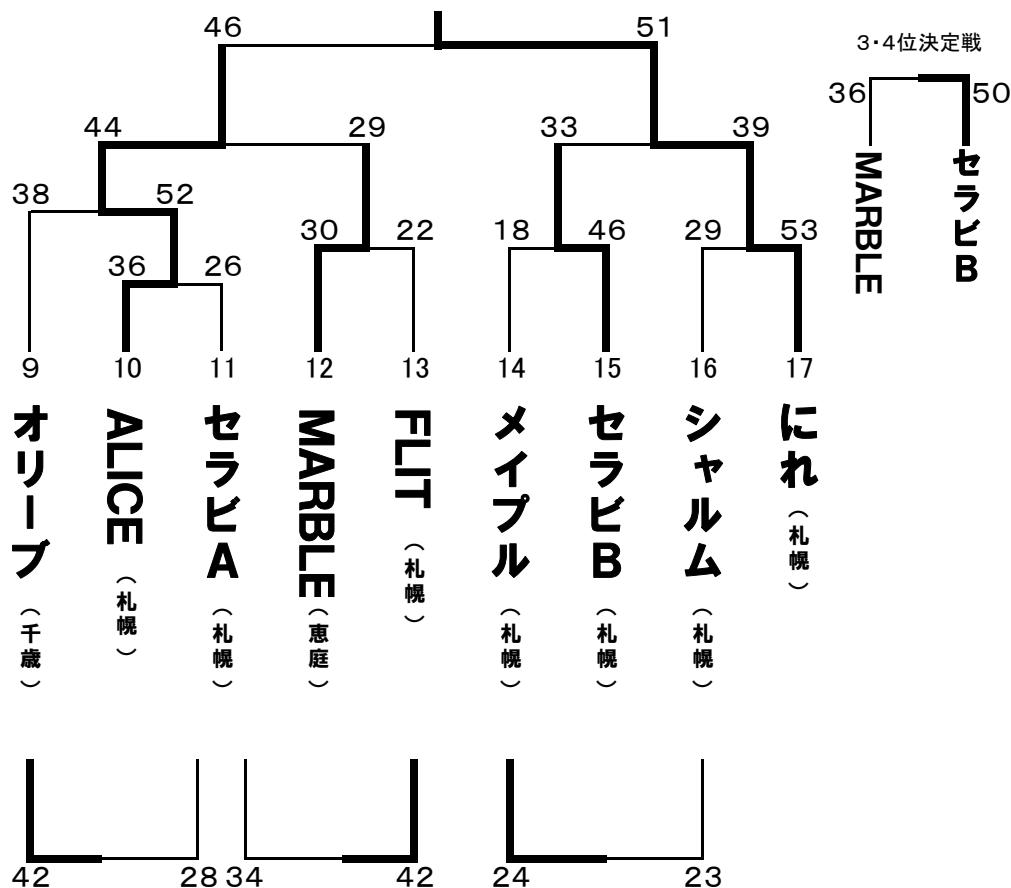 46 51
3・4位決定戦
36 50
44 29 33 39
MARBLE
セラビB
38 52
30 22 18 46 29 53
36 26
9 10 11 12 13 14 15 16 17
オリーブ（千歳）
ALICE（札幌）
セラビA（札幌）
MARBLE（恵庭）
FLIT（札幌）
メイプル（札幌）
セラビB（札幌）
シャルム（札幌）
にれ（札幌）
42 28 34 42 24 23